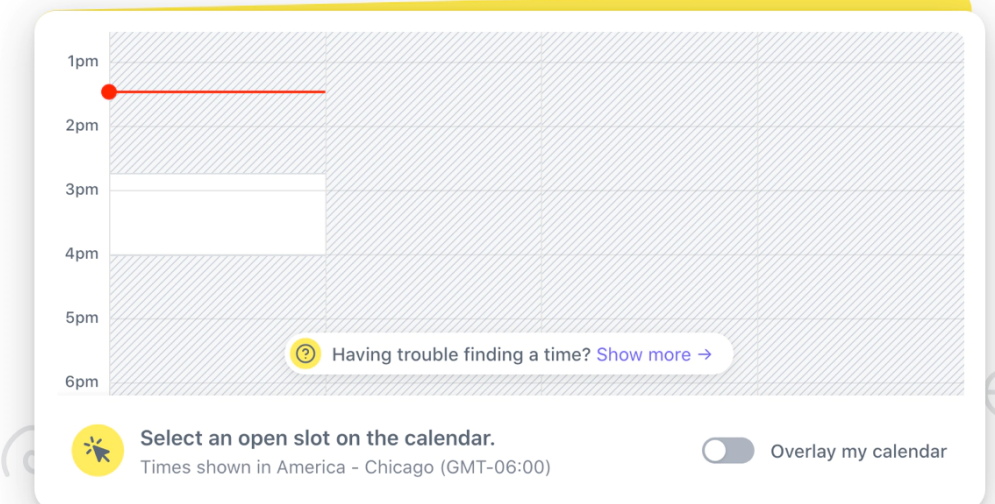 1pm
2pm
3pm
4pm
5pm
Having trouble finding a time? Show more →
6pm
Select an open slot on the calendar.
Times shown in America - Chicago (GMT-06:00)
Overlay my calendar